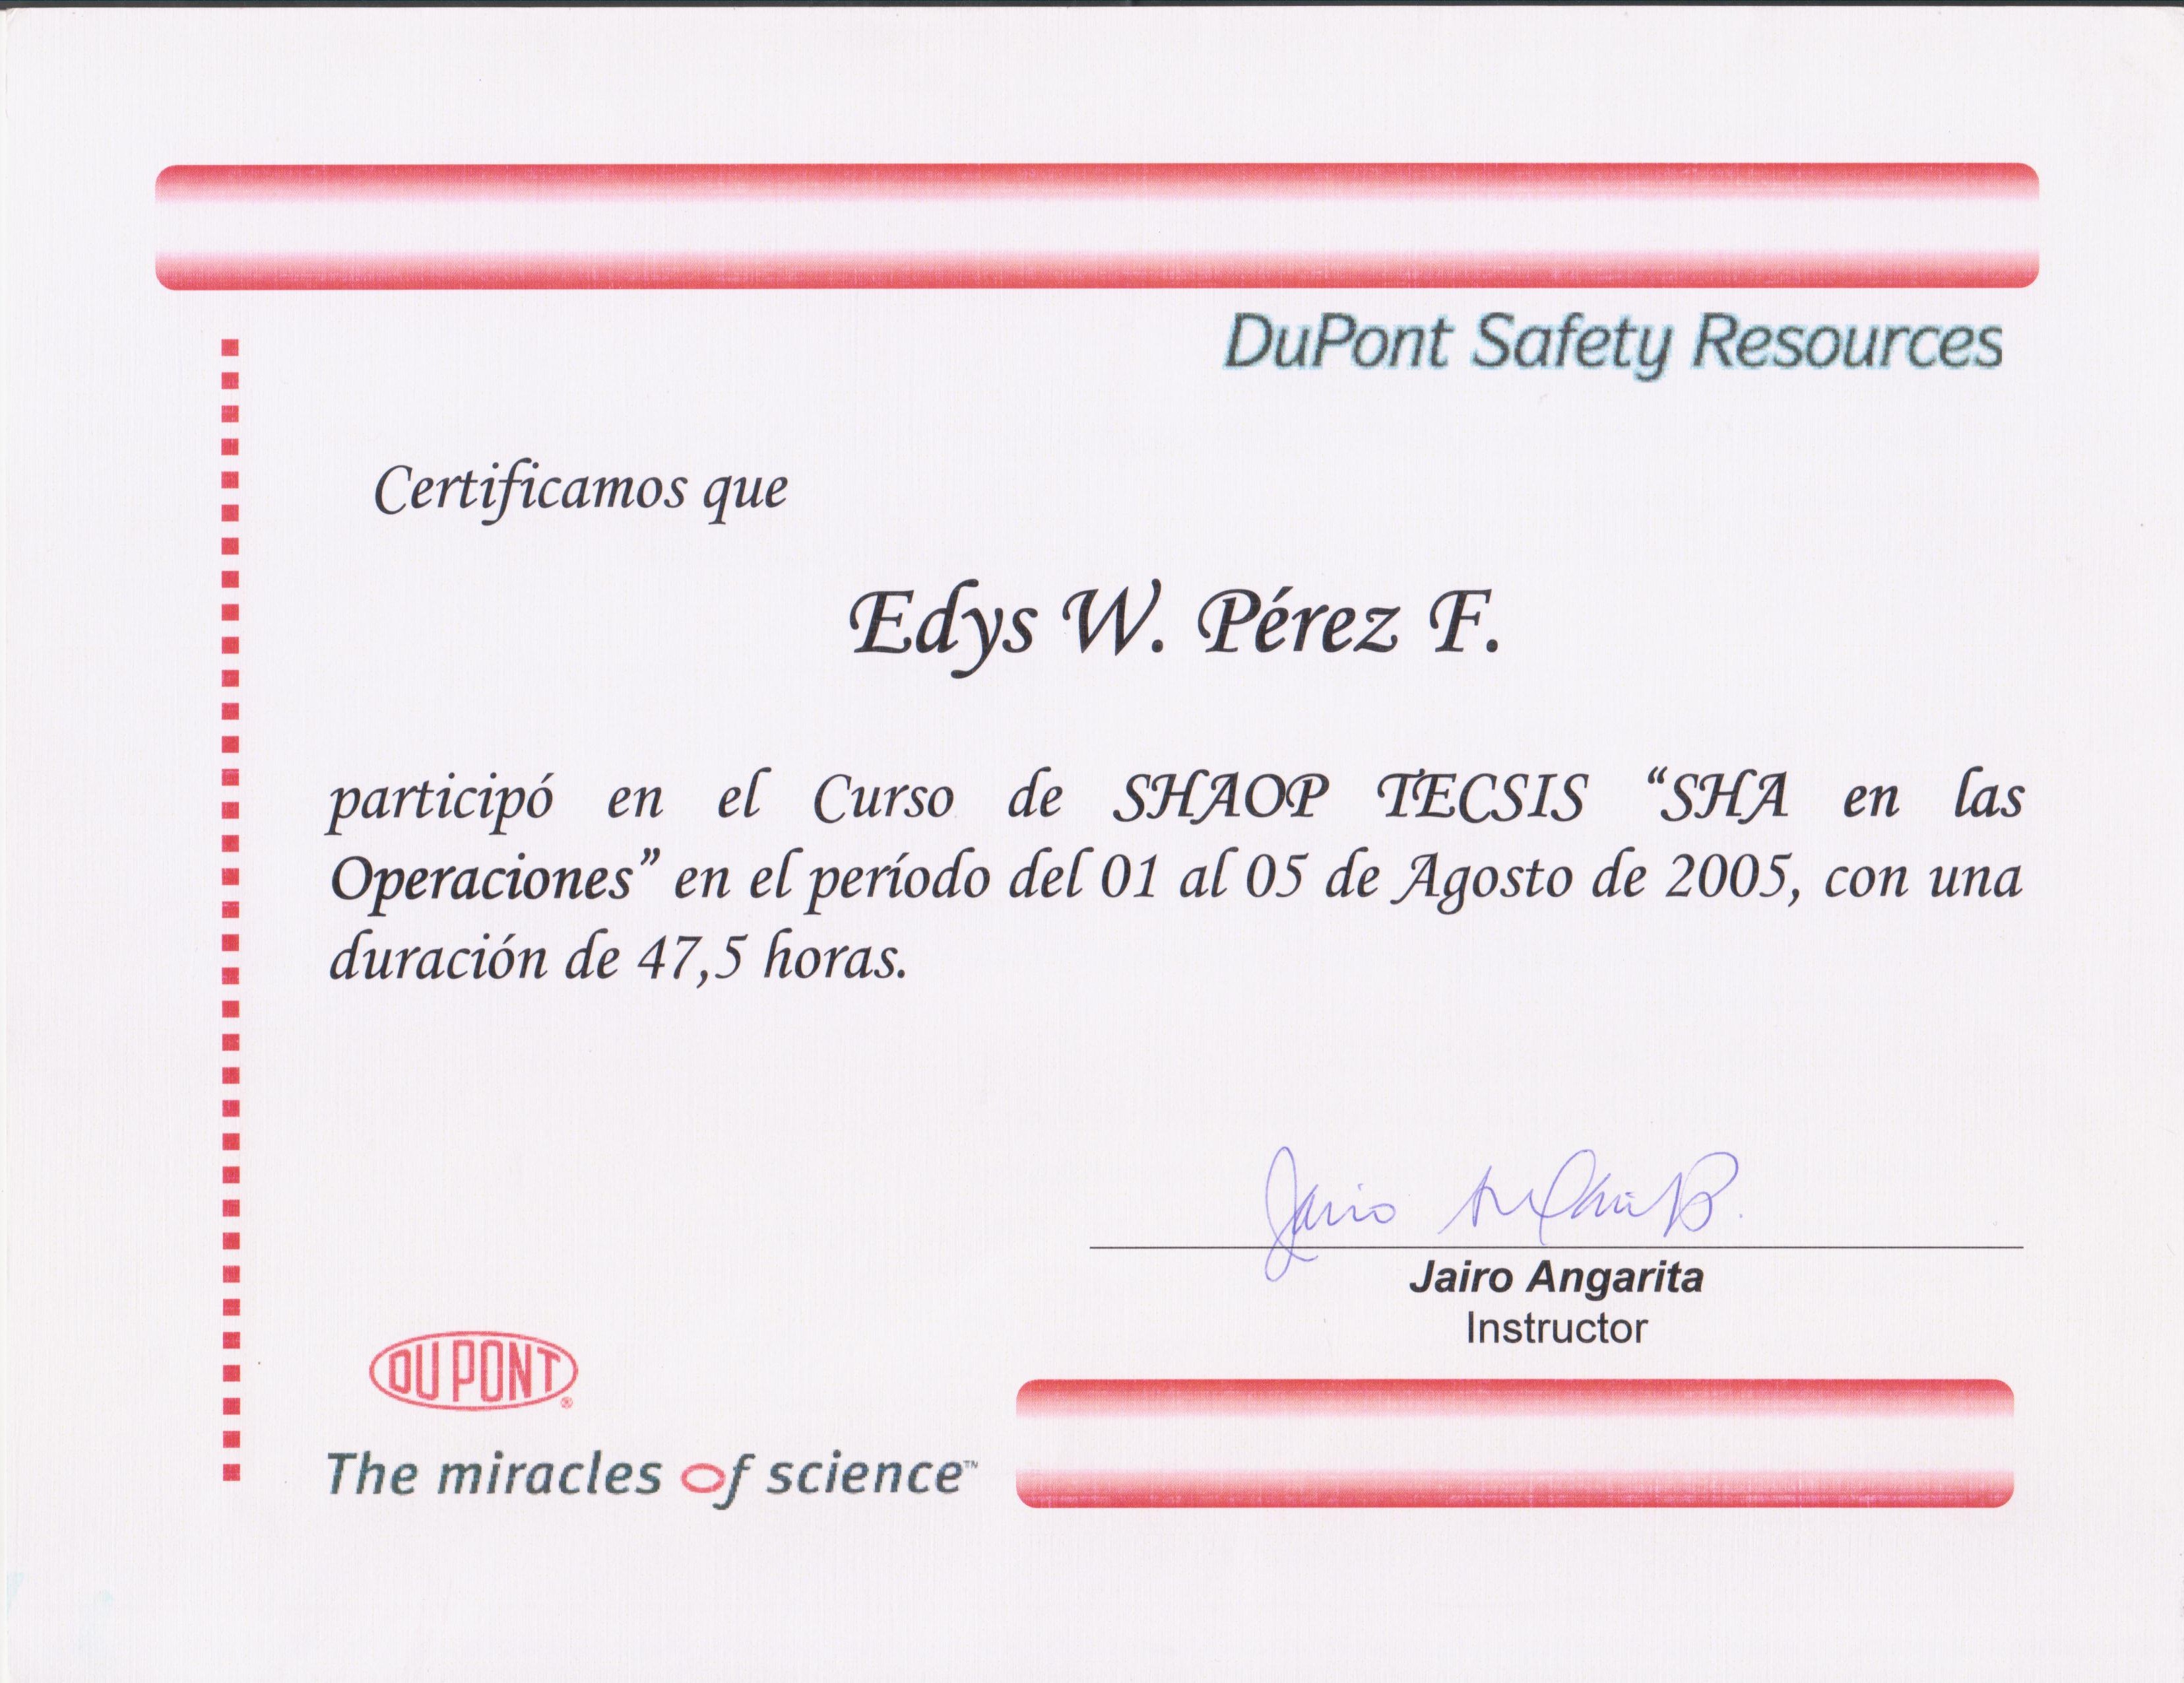 DuPont Safety Resources
Certificamos que
Edys W. Pérez F.
participó en el Curso de SHAOP TECSIS “SHA en las
Operaciones” en el período del 01 al 05 de Agosto de 2005, con una
duración de 47,5 horas.
Jairo
Jairo Angarita
Instructor
DU PONT®
The miracles of science™